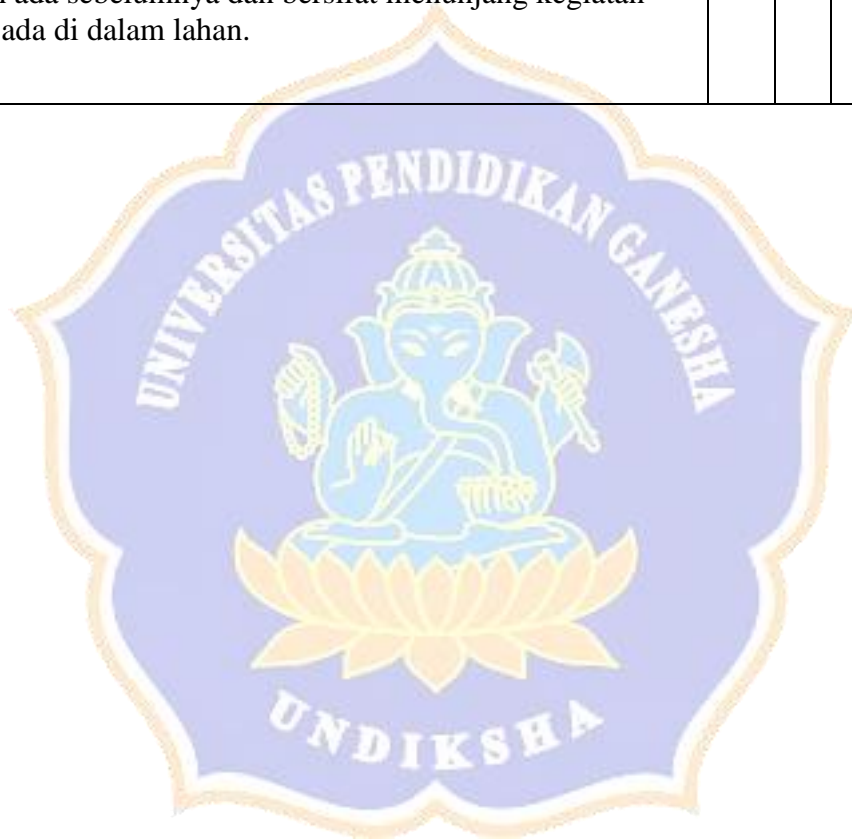 ada sebelumnya dan bersifat menunjang kegiatan
ada di dalam lahan.
UNIVERSITAS PENDIDIKAN GANESHA
UNDIKSHA